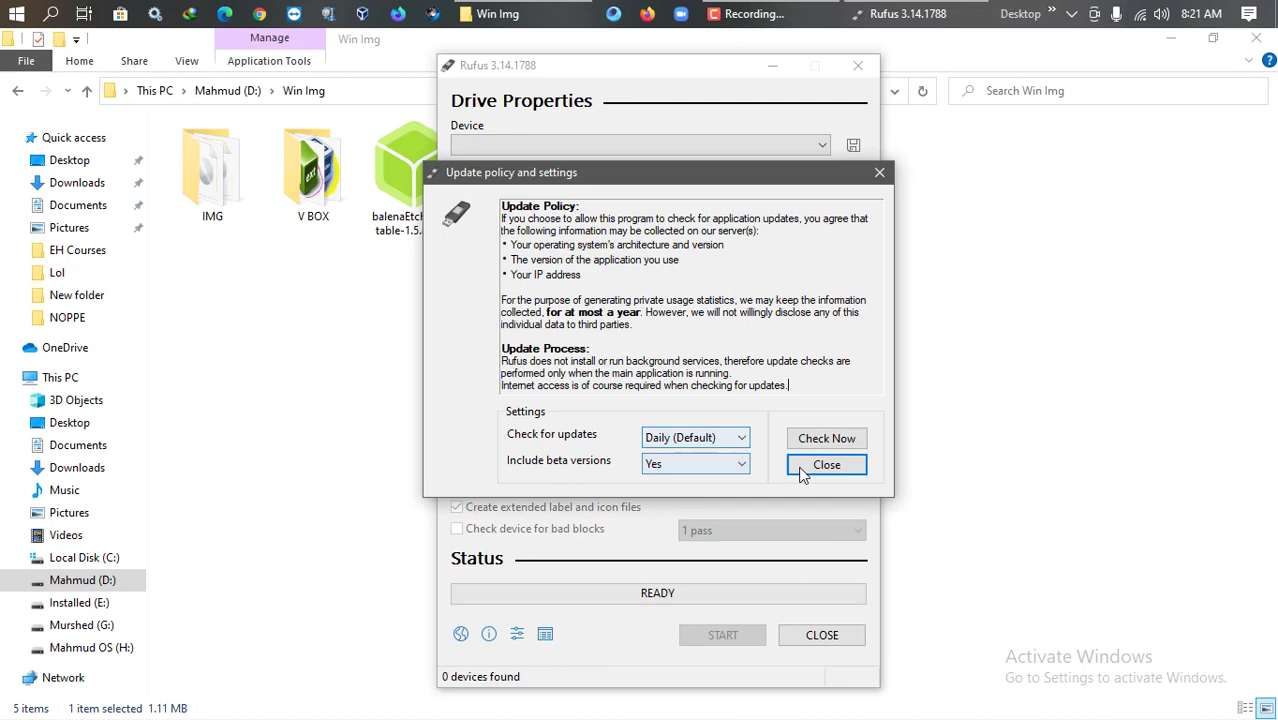 Win Img
Recording...
Rufus 3.14.1788
Desktop
8:21 AM
Manage
Win Img
File
Home
Share
View
Application Tools
This PC
Mahmud (D:)
Win Img
Search Win Img
Quick access
Desktop
Downloads
Documents
Pictures
EH Courses
Lol
New folder
NOPPE
OneDrive
This PC
3D Objects
Desktop
Documents
Downloads
Music
Pictures
Videos
Local Disk (C:)
Mahmud (D:)
Installed (E:)
Murshed (G:)
Mahmud OS (H:)
Network
IMG
V BOX
balenaEtch
table-1.5.
Rufus 3.14.1788
Drive Properties
Device
Update policy and settings
Update Policy:
If you choose to allow this program to check for application updates, you agree that
the following information may be collected on our server(s):
• Your operating system's architecture and version
• The version of the application you use
• Your IP address
For the purpose of generating private usage statistics, we may keep the information
collected, for at most a year. However, we will not willingly disclose any of this
individual data to third parties.
Update Process:
Rufus does not install or run background services, therefore update checks are
performed only when the main application is running.
Internet access is of course required when checking for updates.
Settings
Check for updates
Daily (Default)
Check Now
Include beta versions
Yes
Close
Create extended label and icon files
Check device for bad blocks
1 pass
Status
READY
START
CLOSE
0 devices found
Activate Windows
Go to Settings to activate Windows.
5 items
1 item selected 1.11 MB